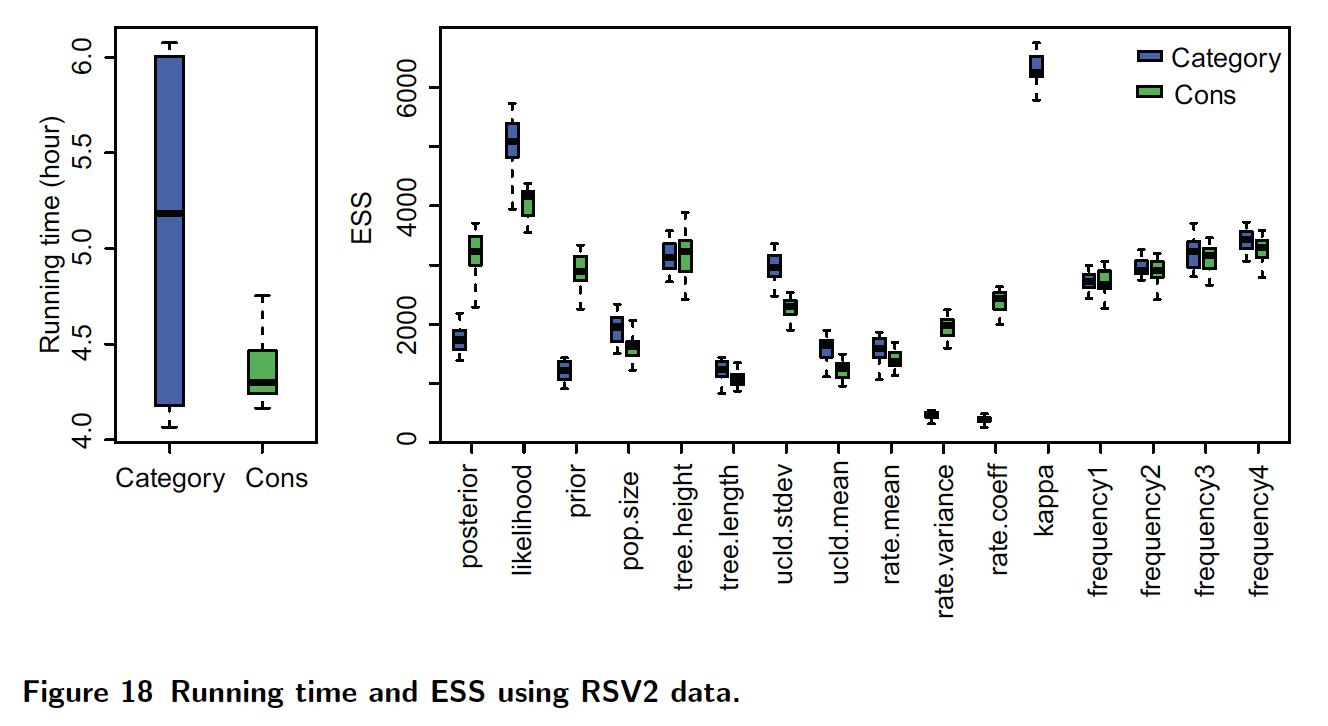 Running time (hour)
6.0
5.5
5.0
4.5
4.0
Category Cons
ESS
6000
4000
2000
0
Category
Cons
posterior
likelihood
prior
pop.size
tree.height
tree.length
ucld.stdev
ucld.mean
rate.mean
rate.variance
rate.coeff
kappa
frequency1
frequency2
frequency3
frequency4
Figure 18 Running time and ESS using RSV2 data.